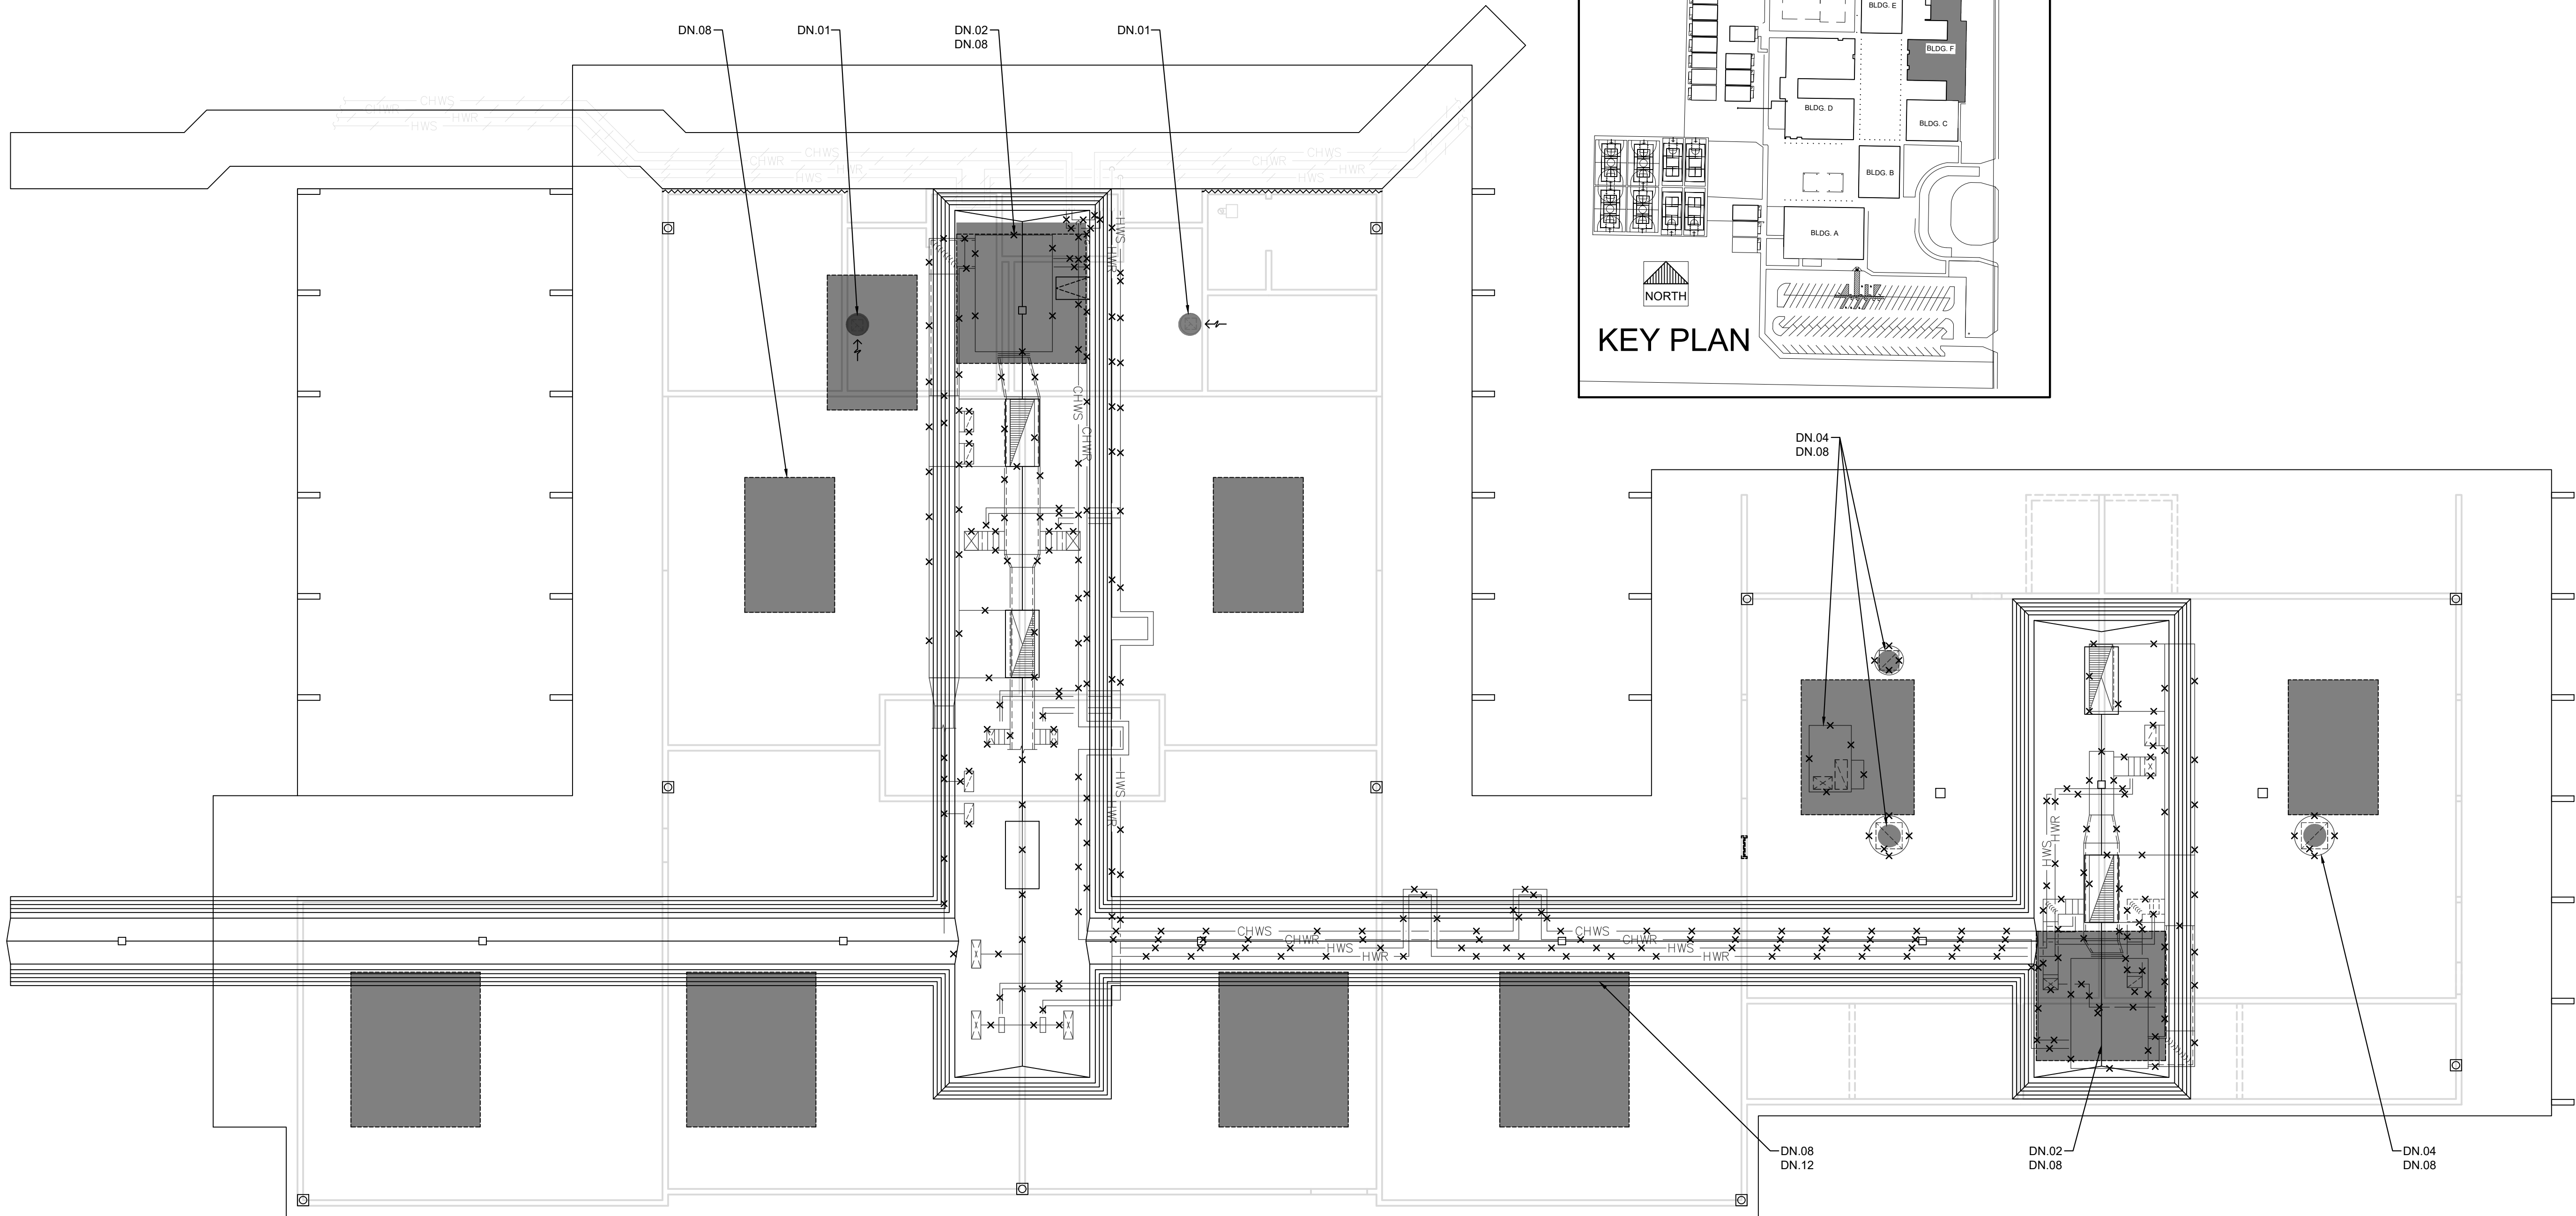 DN.08
DN.01
DN.02
DN.08
DN.01
BLDG. E
BLDG. F
BLDG. D
BLDG. C
BLDG. B
BLDG. A
NORTH
KEY PLAN
CHWS
CHWR
HWR
HWS
CHWS
CHWR
HWR
HWS
CHWS
CHWR
HWR
HWS
HWS
HWR
CHWS
CHWR
DN.04
DN.08
HWS
HWR
HWR
HWS
CHWS
CHWR
HWS
HWR
CHWS
CHWR
HWS
HWR
DN.08
DN.12
DN.02
DN.08
DN.04
DN.08